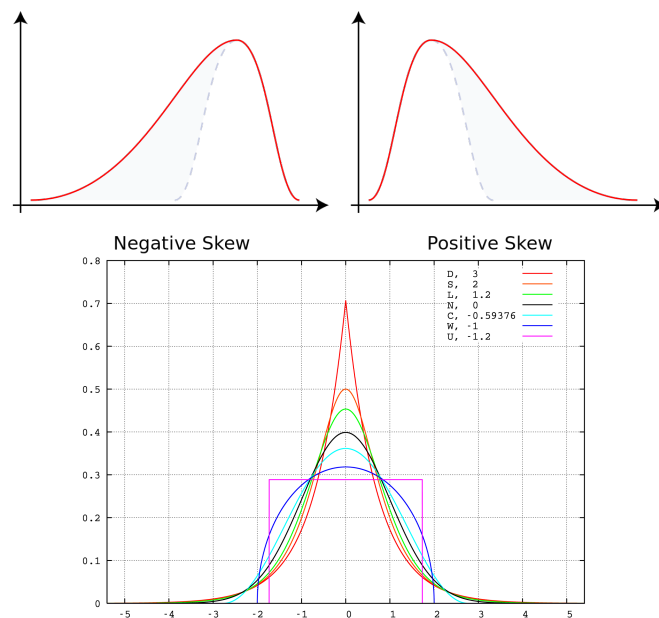 Negative Skew
Positive Skew
0.8
0.7
0.6
0.5
0.4
0.3
0.2
0.1
0
D, 3
S, 2
L, 1.2
N, 0
C, -0.59376
W, -1
U, -1.2
-5 -4 -3 -2 -1 0 1 2 3 4 5